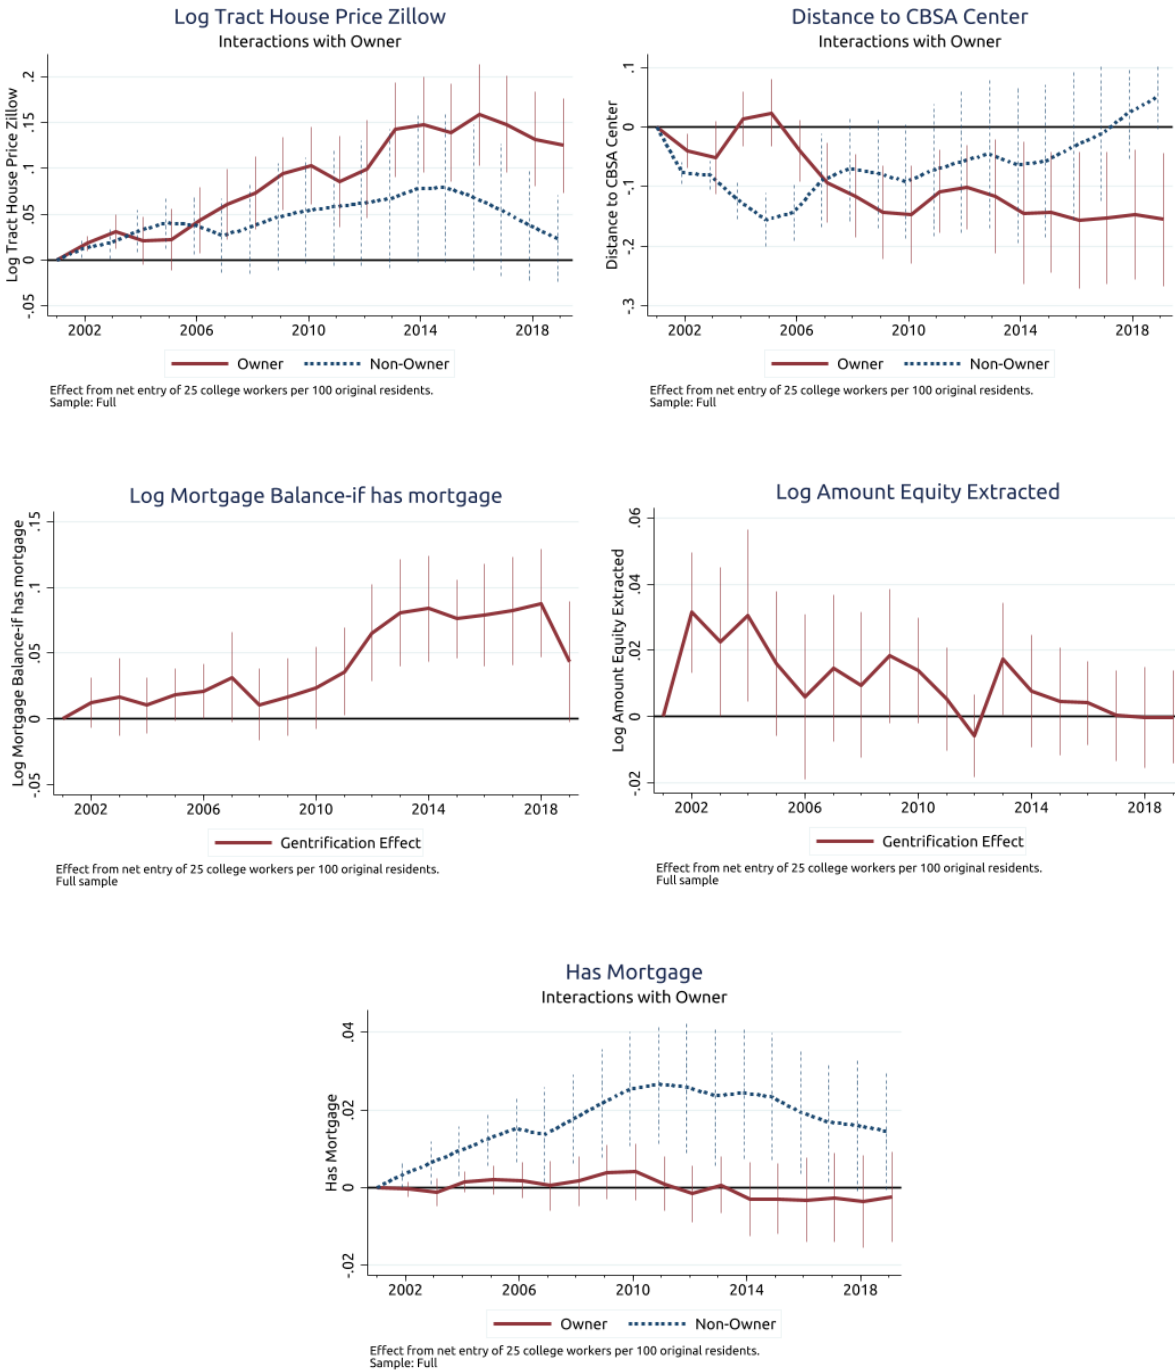 Log Tract House Price Zillow
Interactions with Owner
Log Tract House Price Zillow
.2
.15
.1
.05
0
-.05
2002 2006 2010 2014 2018
Owner Non-Owner
Effect from net entry of 25 college workers per 100 original residents.
Sample: Full
Distance to CBSA Center
Interactions with Owner
Distance to CBSA Center
.1
0
-.1
-.2
-.3
2002 2006 2010 2014 2018
Owner Non-Owner
Effect from net entry of 25 college workers per 100 original residents.
Sample: Full
Log Mortgage Balance-if has mortgage
Log Mortgage Balance-if has mortgage
.15
.1
.05
0
-.05
2002 2006 2010 2014 2018
Gentrification Effect
Effect from net entry of 25 college workers per 100 original residents.
Full sample
Log Amount Equity Extracted
Log Amount Equity Extracted
.06
.04
.02
0
-.02
2002 2006 2010 2014 2018
Gentrification Effect
Effect from net entry of 25 college workers per 100 original residents.
Full sample
Has Mortgage
Interactions with Owner
Has Mortgage
.04
.02
0
-.02
2002 2006 2010 2014 2018
Owner Non-Owner
Effect from net entry of 25 college workers per 100 original residents.
Sample: Full